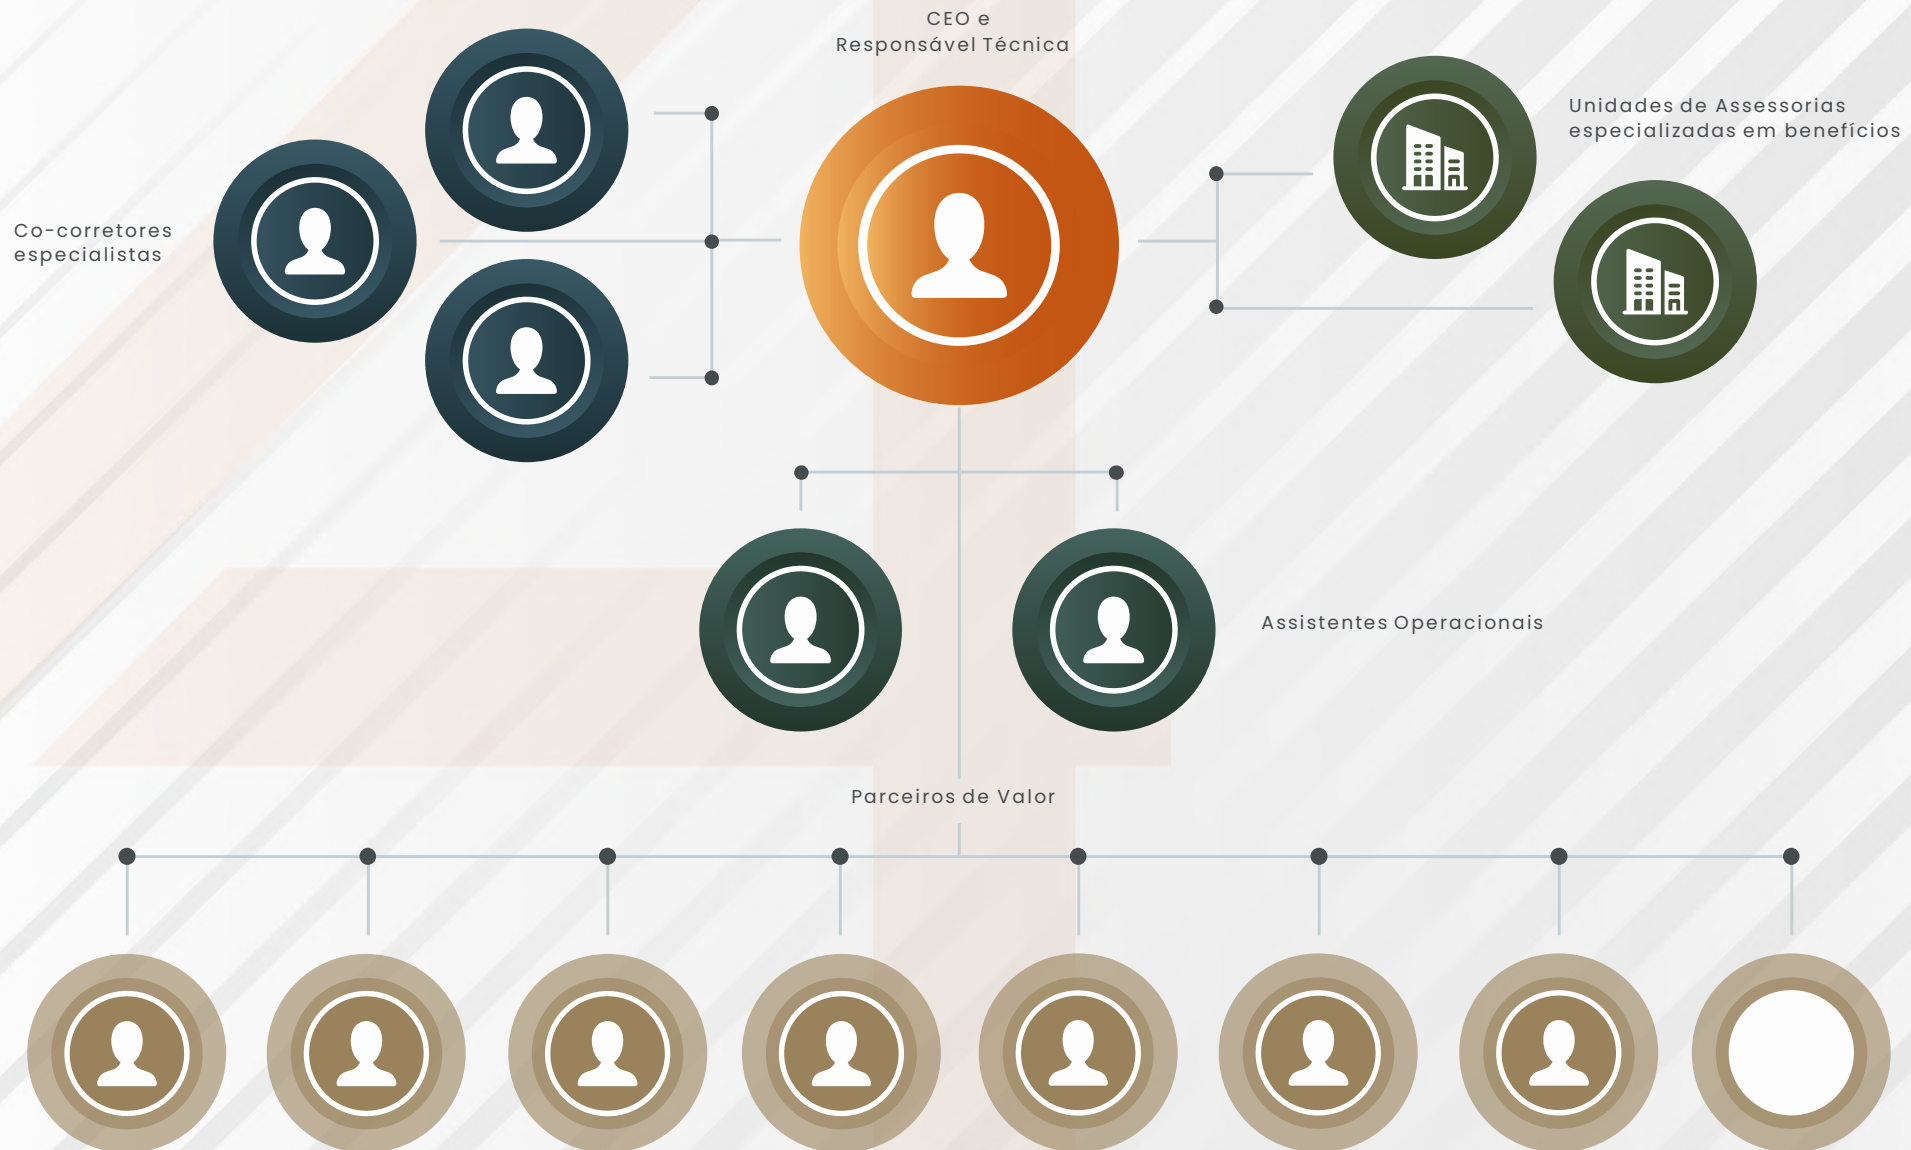 CEO e
Responsável Técnica
Unidades de Assessorias
especializadas em benefícios
Co-corretores
especialistas
Assistentes Operacionais
Parceiros de Valor